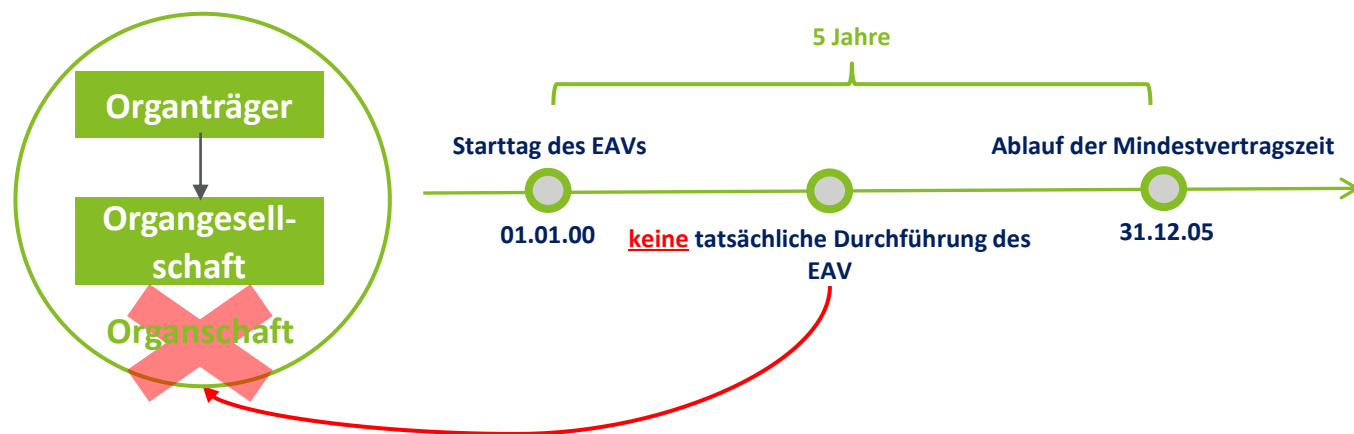 Organträger
Organgesell-
schaft
Organschaft
5 Jahre
Starttag des EAVs
Ablauf der Mindestvertragszeit
01.01.00
keine tatsächliche Durchführung des
EAV
31.12.05